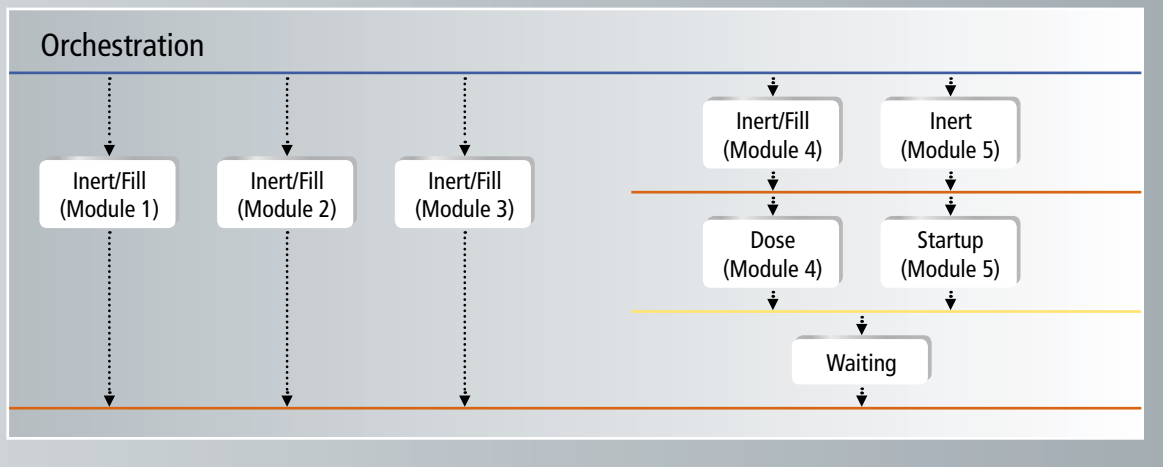 Orchestration
Inert/Fill
(Module 4)
Inert
(Module 5)
Inert/Fill
(Module 1)
Inert/Fill
(Module 2)
Inert/Fill
(Module 3)
Dose
(Module 4)
Startup
(Module 5)
Waiting